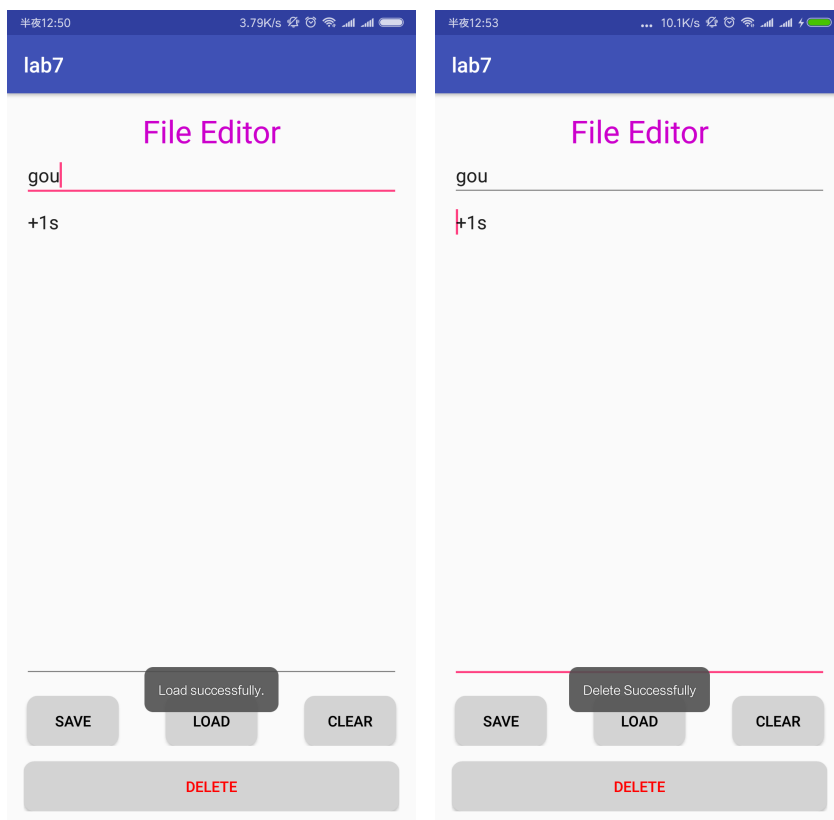 半夜12:50 3.79K/s
lab7
File Editor
gou
+1s
Load successfully.
SAVE LOAD CLEAR
DELETE
半夜12:53 ... 10.1K/s
lab7
File Editor
gou
+1s
Delete Successfully
SAVE LOAD CLEAR
DELETE